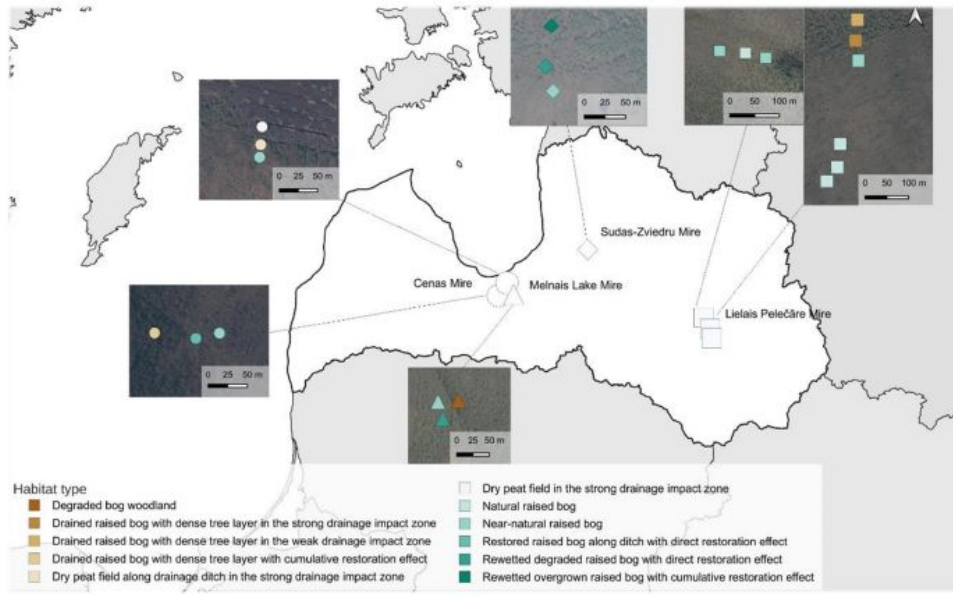 0 25 50 m
0 50 100 m
0 25 50 m
0 50 100 m
Sudas-Zviedru Mire
Cenas Mire
Melnais Lake Mire
Lielais Pelečāre Mire
0 25 50 m
0 25 50 m
Habitat type
Degraded bog woodland
Drained raised bog with dense tree layer in the strong drainage impact zone
Drained raised bog with dense tree layer in the weak drainage impact zone
Drained raised bog with dense tree layer with cumulative restoration effect
Dry peat field along drainage ditch in the strong drainage impact zone
Dry peat field in the strong drainage impact zone
Natural raised bog
Near-natural raised bog
Restored raised bog along ditch with direct restoration effect
Rewetted degraded raised bog with direct restoration effect
Rewetted overgrown raised bog with cumulative restoration effect